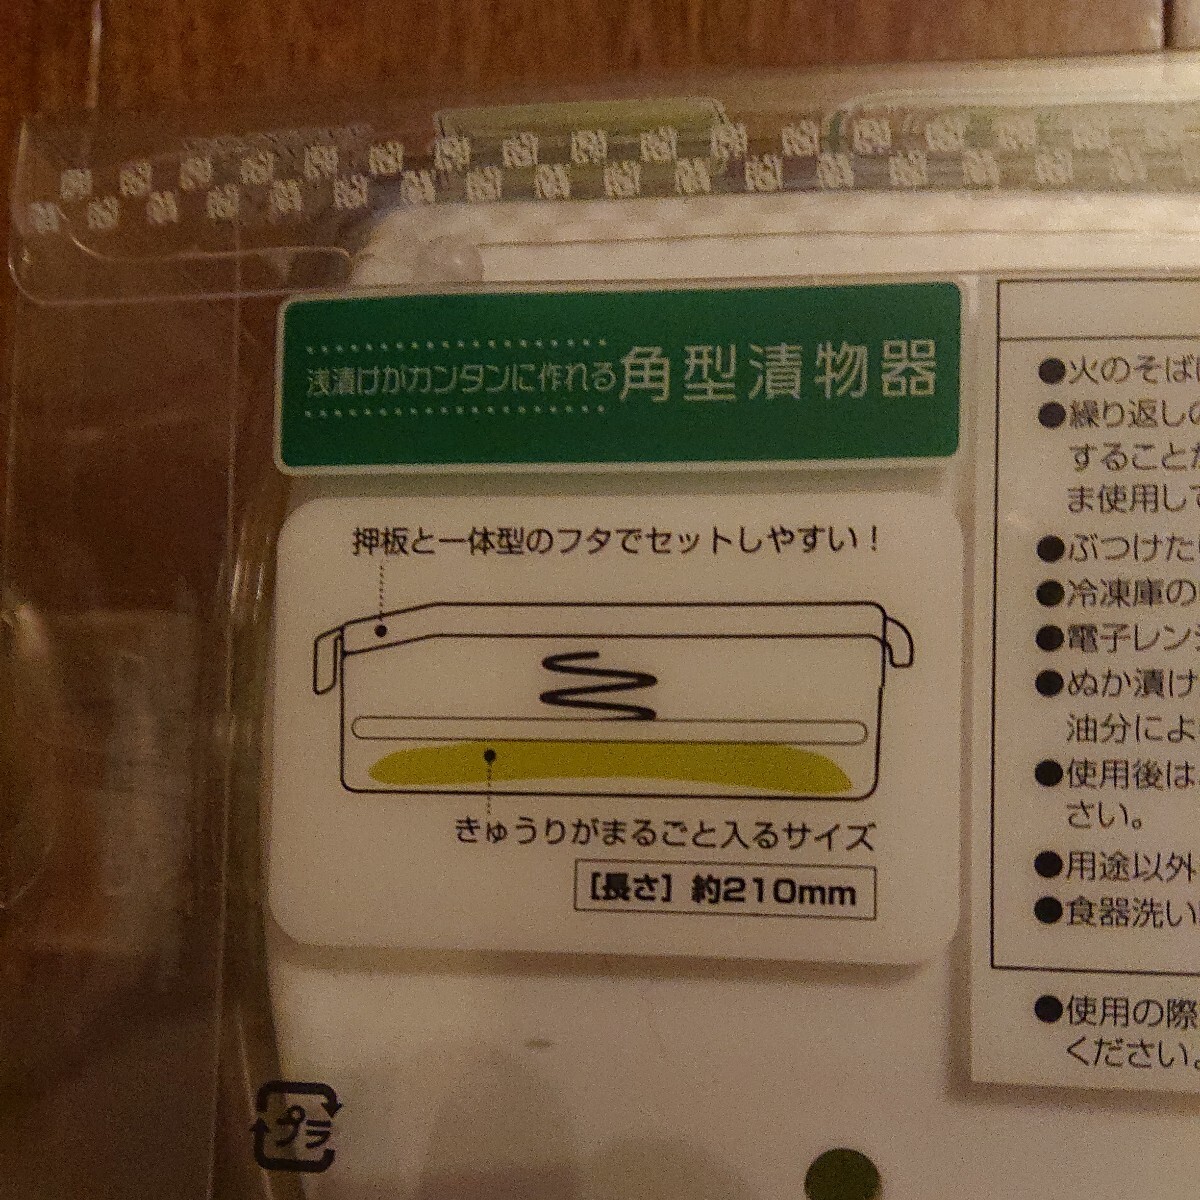 浅漬けがカンタンに作れる角型漬物器
押板と一体型のフタでセットしやすい！
きゅうりがまるごと入るサイズ
[長さ] 約210mm
プラ
●火のそば
●繰り返しの
すること
ま使用して
●ぶつけた
●冷凍庫の
●電子レン
●ぬか漬け
油分によ
●使用後は
さい。
●用途以外
●食器洗い
●使用の際
ください。